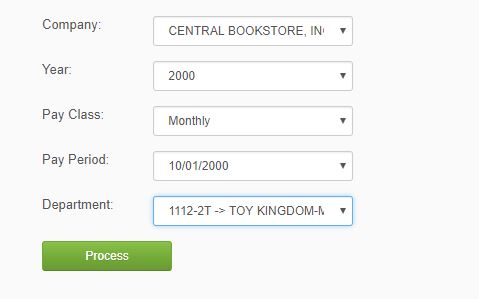 Company: CENTRAL BOOKSTORE, IN
Year: 2000
Pay Class: Monthly
Pay Period: 10/01/2000
Department: 1112-2T -> TOY KINGDOM-M
Process